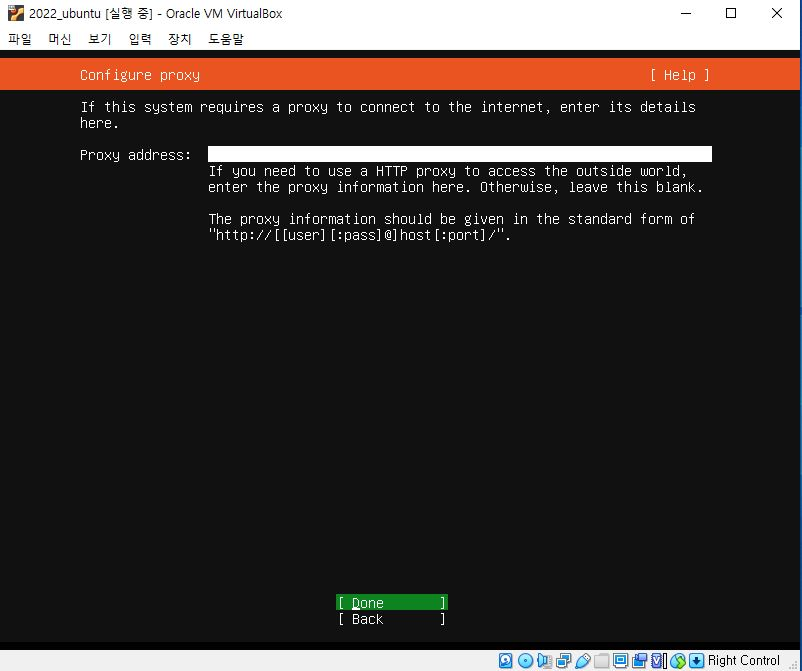 2022_ubuntu [실행 중] - Oracle VM VirtualBox
파일 머신 보기 입력 장치 도움말
Configure proxy [ Help ]
If this system requires a proxy to connect to the internet, enter its details
here.
Proxy address:
If you need to use a HTTP proxy to access the outside world,
enter the proxy information here. Otherwise, leave this blank.
The proxy information should be given in the standard form of
"http://[[user][:pass]@]host[:port]/".
[ Done ]
[ Back ]
Right Control